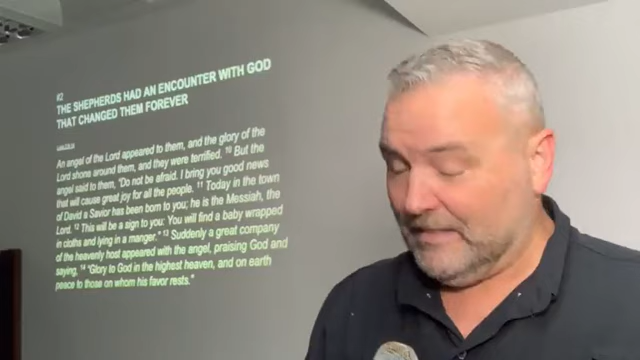 #2
THE SHEPHERDS HAD AN ENCOUNTER WITH GOD
THAT CHANGED THEM FOREVER
An angel of the Lord appeared to them, and the glory of the
Lord shone around them, and they were terrified. 10 But the
angel said to them, "Do not be afraid. I bring you good news
that will cause great joy for all the people. 11 Today in the town
of David a Savior has been born to you; he is the Messiah, the
Lord. 12 This will be a sign to you: You will find a baby wrapped
in cloths and lying in a manger." 13 Suddenly a great company
of the heavenly host appeared with the angel, praising God and
saying, 14 "Glory to God in the highest heaven, and on earth
peace to those on whom his favor rests."